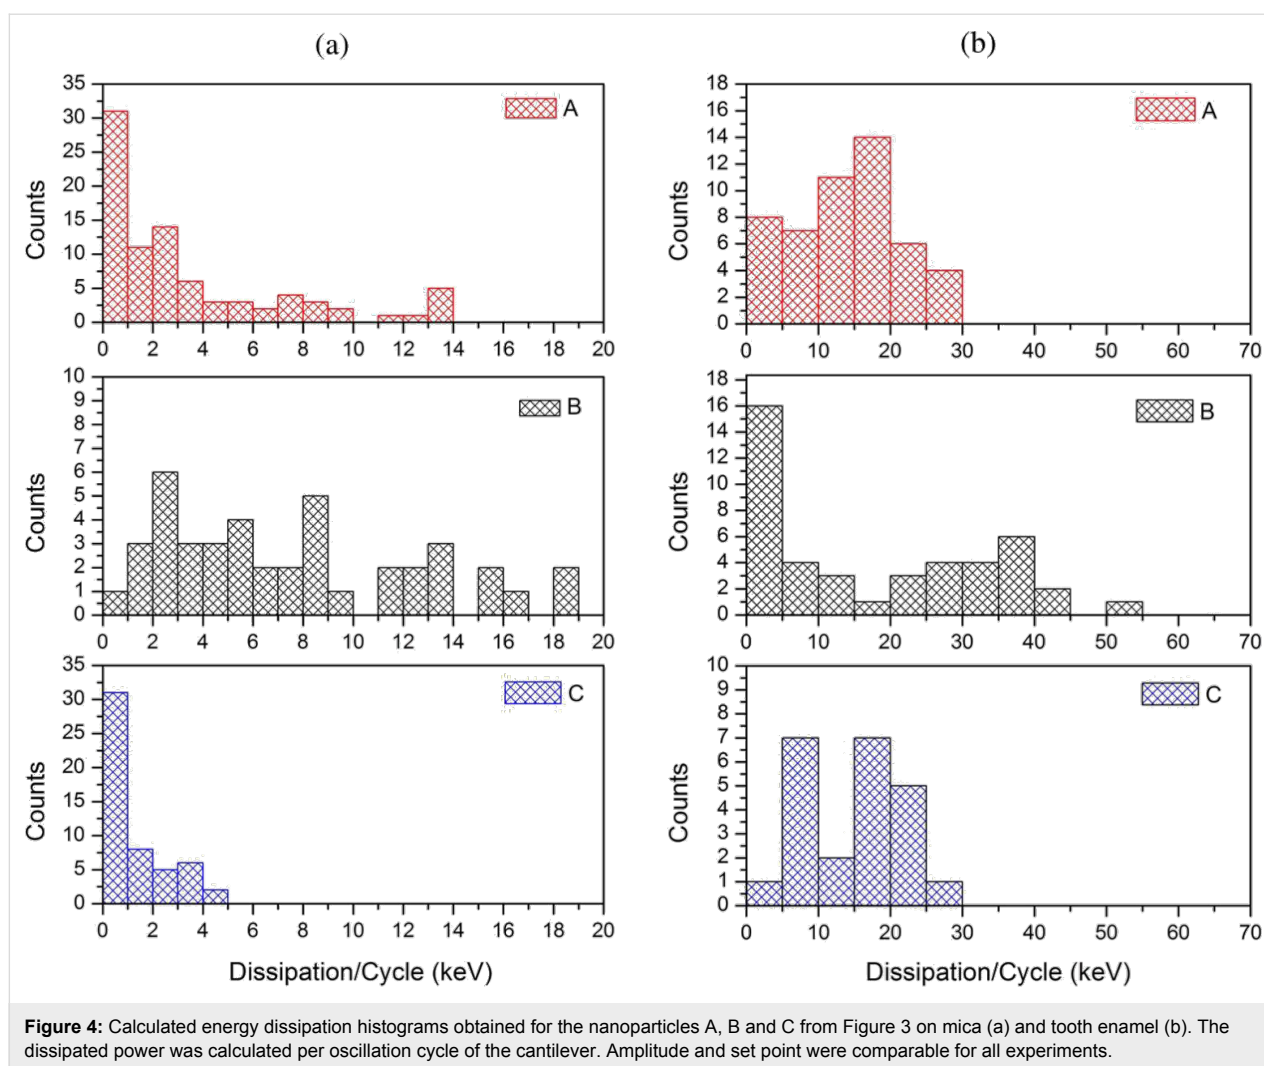 (a)
(b)
35
30
25
20
15
10
5
0
Counts
A
0 2 4 6 8 10 12 14 16 18 20
18
16
14
12
10
8
6
4
2
0
Counts
A
0 10 20 30 40 50 60 70
10
9
8
7
6
5
4
3
2
1
0
Counts
B
0 2 4 6 8 10 12 14 16 18 20
18
16
14
12
10
8
6
4
2
0
Counts
B
0 10 20 30 40 50 60 70
35
30
25
20
15
10
5
0
Counts
C
0 2 4 6 8 10 12 14 16 18 20
Dissipation/Cycle (keV)
10
9
8
7
6
5
4
3
2
1
0
Counts
C
0 10 20 30 40 50 60 70
Dissipation/Cycle (keV)
Figure 4: Calculated energy dissipation histograms obtained for the nanoparticles A, B and C from Figure 3 on mica (a) and tooth enamel (b). The
dissipated power was calculated per oscillation cycle of the cantilever. Amplitude and set point were comparable for all experiments.